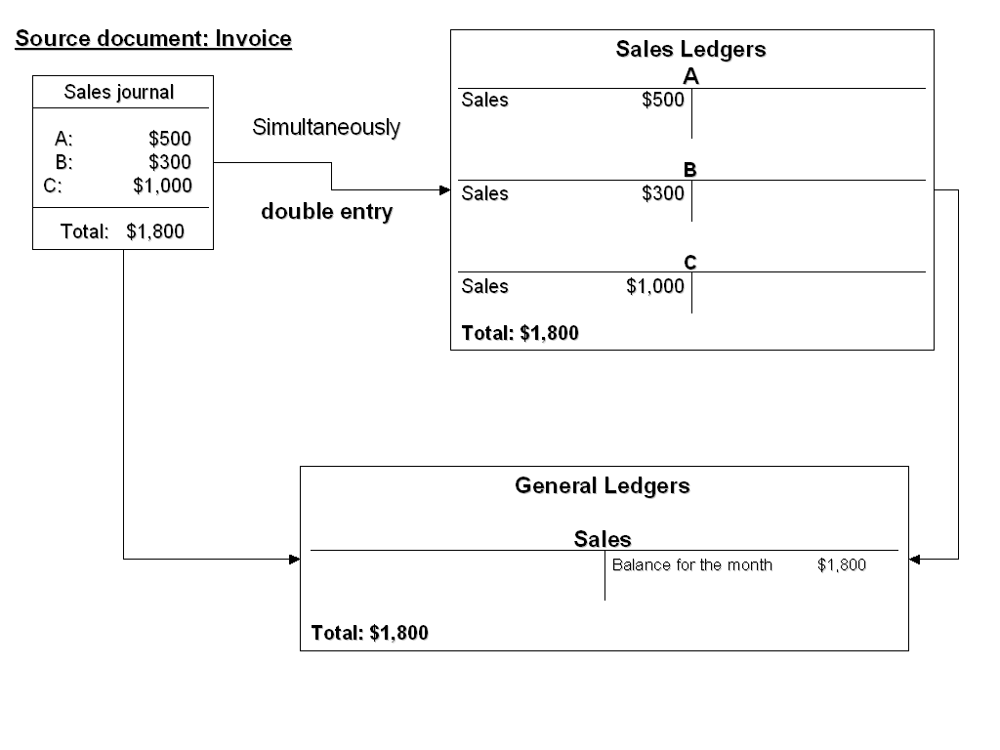 Source document: Invoice
Sales journal
A: $500
B: $300
C: $1,000
Total: $1,800
Simultaneously
double entry
Sales Ledgers
A
Sales $500
B
Sales $300
C
Sales $1,000
Total: $1,800
General Ledgers
Sales
Balance for the month $1,800
Total: $1,800